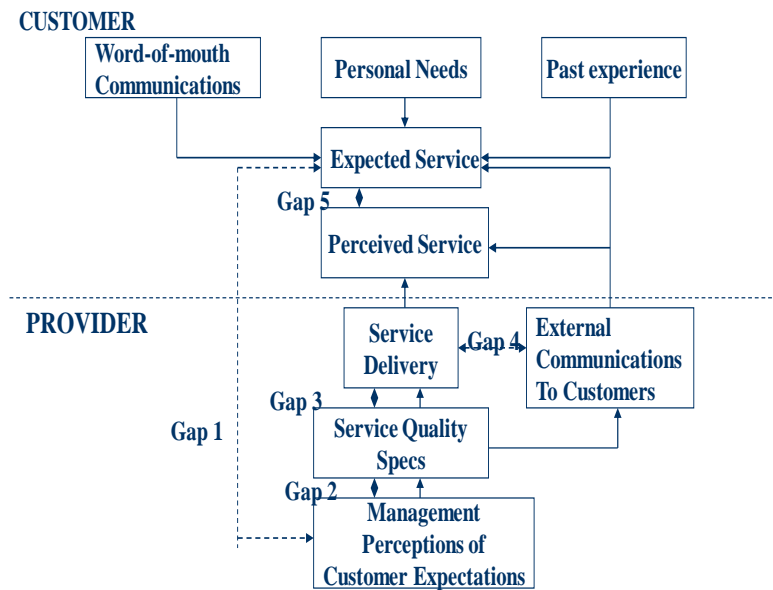 CUSTOMER
Word-of-mouth
Communications
Personal Needs
Past experience
Expected Service
Gap 5
Perceived Service
PROVIDER
Service
Delivery
Gap 4
External
Communications
To Customers
Gap 3
Gap 1
Service Quality
Specs
Gap 2
Management
Perceptions of
Customer Expectations